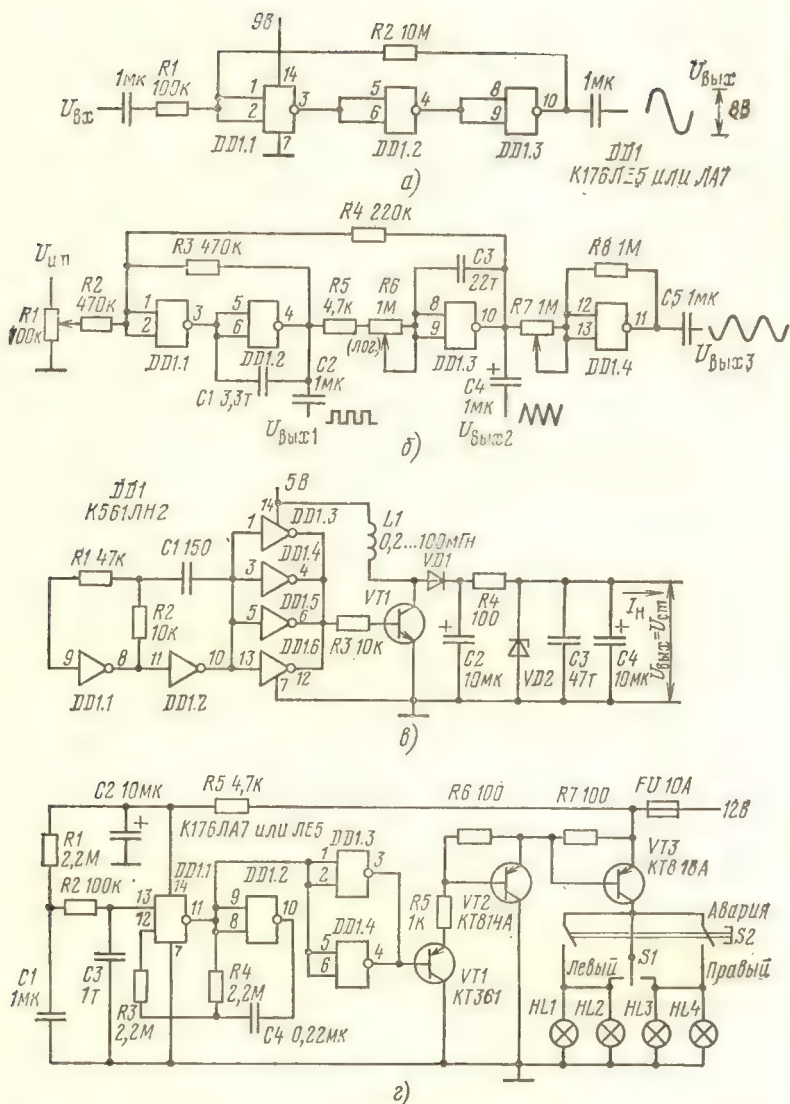 9В
R2 10М
1мк
R1
100к
14
1
2
3
5
6
4
8
9
10
1мк
Uвых
8В
Uвх
7
DD1.1
DD1.2
DD1.3
DD1
К176ЛЕ5 или ЛА7
а)
R4 220к
R3 470к
Uип
R2
470к
R1
100к
1
2
3
5
6
4
R5
4,7к
R6
1М
(лог.)
C3
22т
8
9
10
R7 1М
R8 1М
12
13
11
C5 1мк
DD1.1
DD1.2
DD1.3
DD1.4
C1 3,3т
C2
1мк
C4
1мк
+
Uвых1
Uвых2
Uвых3
б)
DD1
К561ЛН2
5В
14
DD1.3
L1
0,2...100мГн
R1 47к
C1 150
1
DD1.4
VD1
R2
10к
3
4
DD1.5
VT1
R4
100
Iн
5
6
DD1.6
R3 10к
+
C2
10мк
VD2
C3
47т
+
C4
10мк
Uвых=Uст
9
8
11
10
13
12
7
DD1.1
DD1.2
в)
C2 10мк
+
R5 4,7к
R6 100
R7 100
FU 10А
12В
К176ЛА7 или ЛЕ5
R1
2,2М
DD1.1
14
DD1.2
DD1.3
VT3
КТ818А
R2 100к
13
12
11
9
8
10
1
2
3
VT2
КТ814А
R5
1к
Авария
S2
7
DD1.4
5
6
4
S1
Левый
Правый
C1
1мк
C3
1т
R4
2,2М
VT1
КТ361
R3
2,2М
C4 0,22мк
HL1
HL2
HL3
HL4
г)